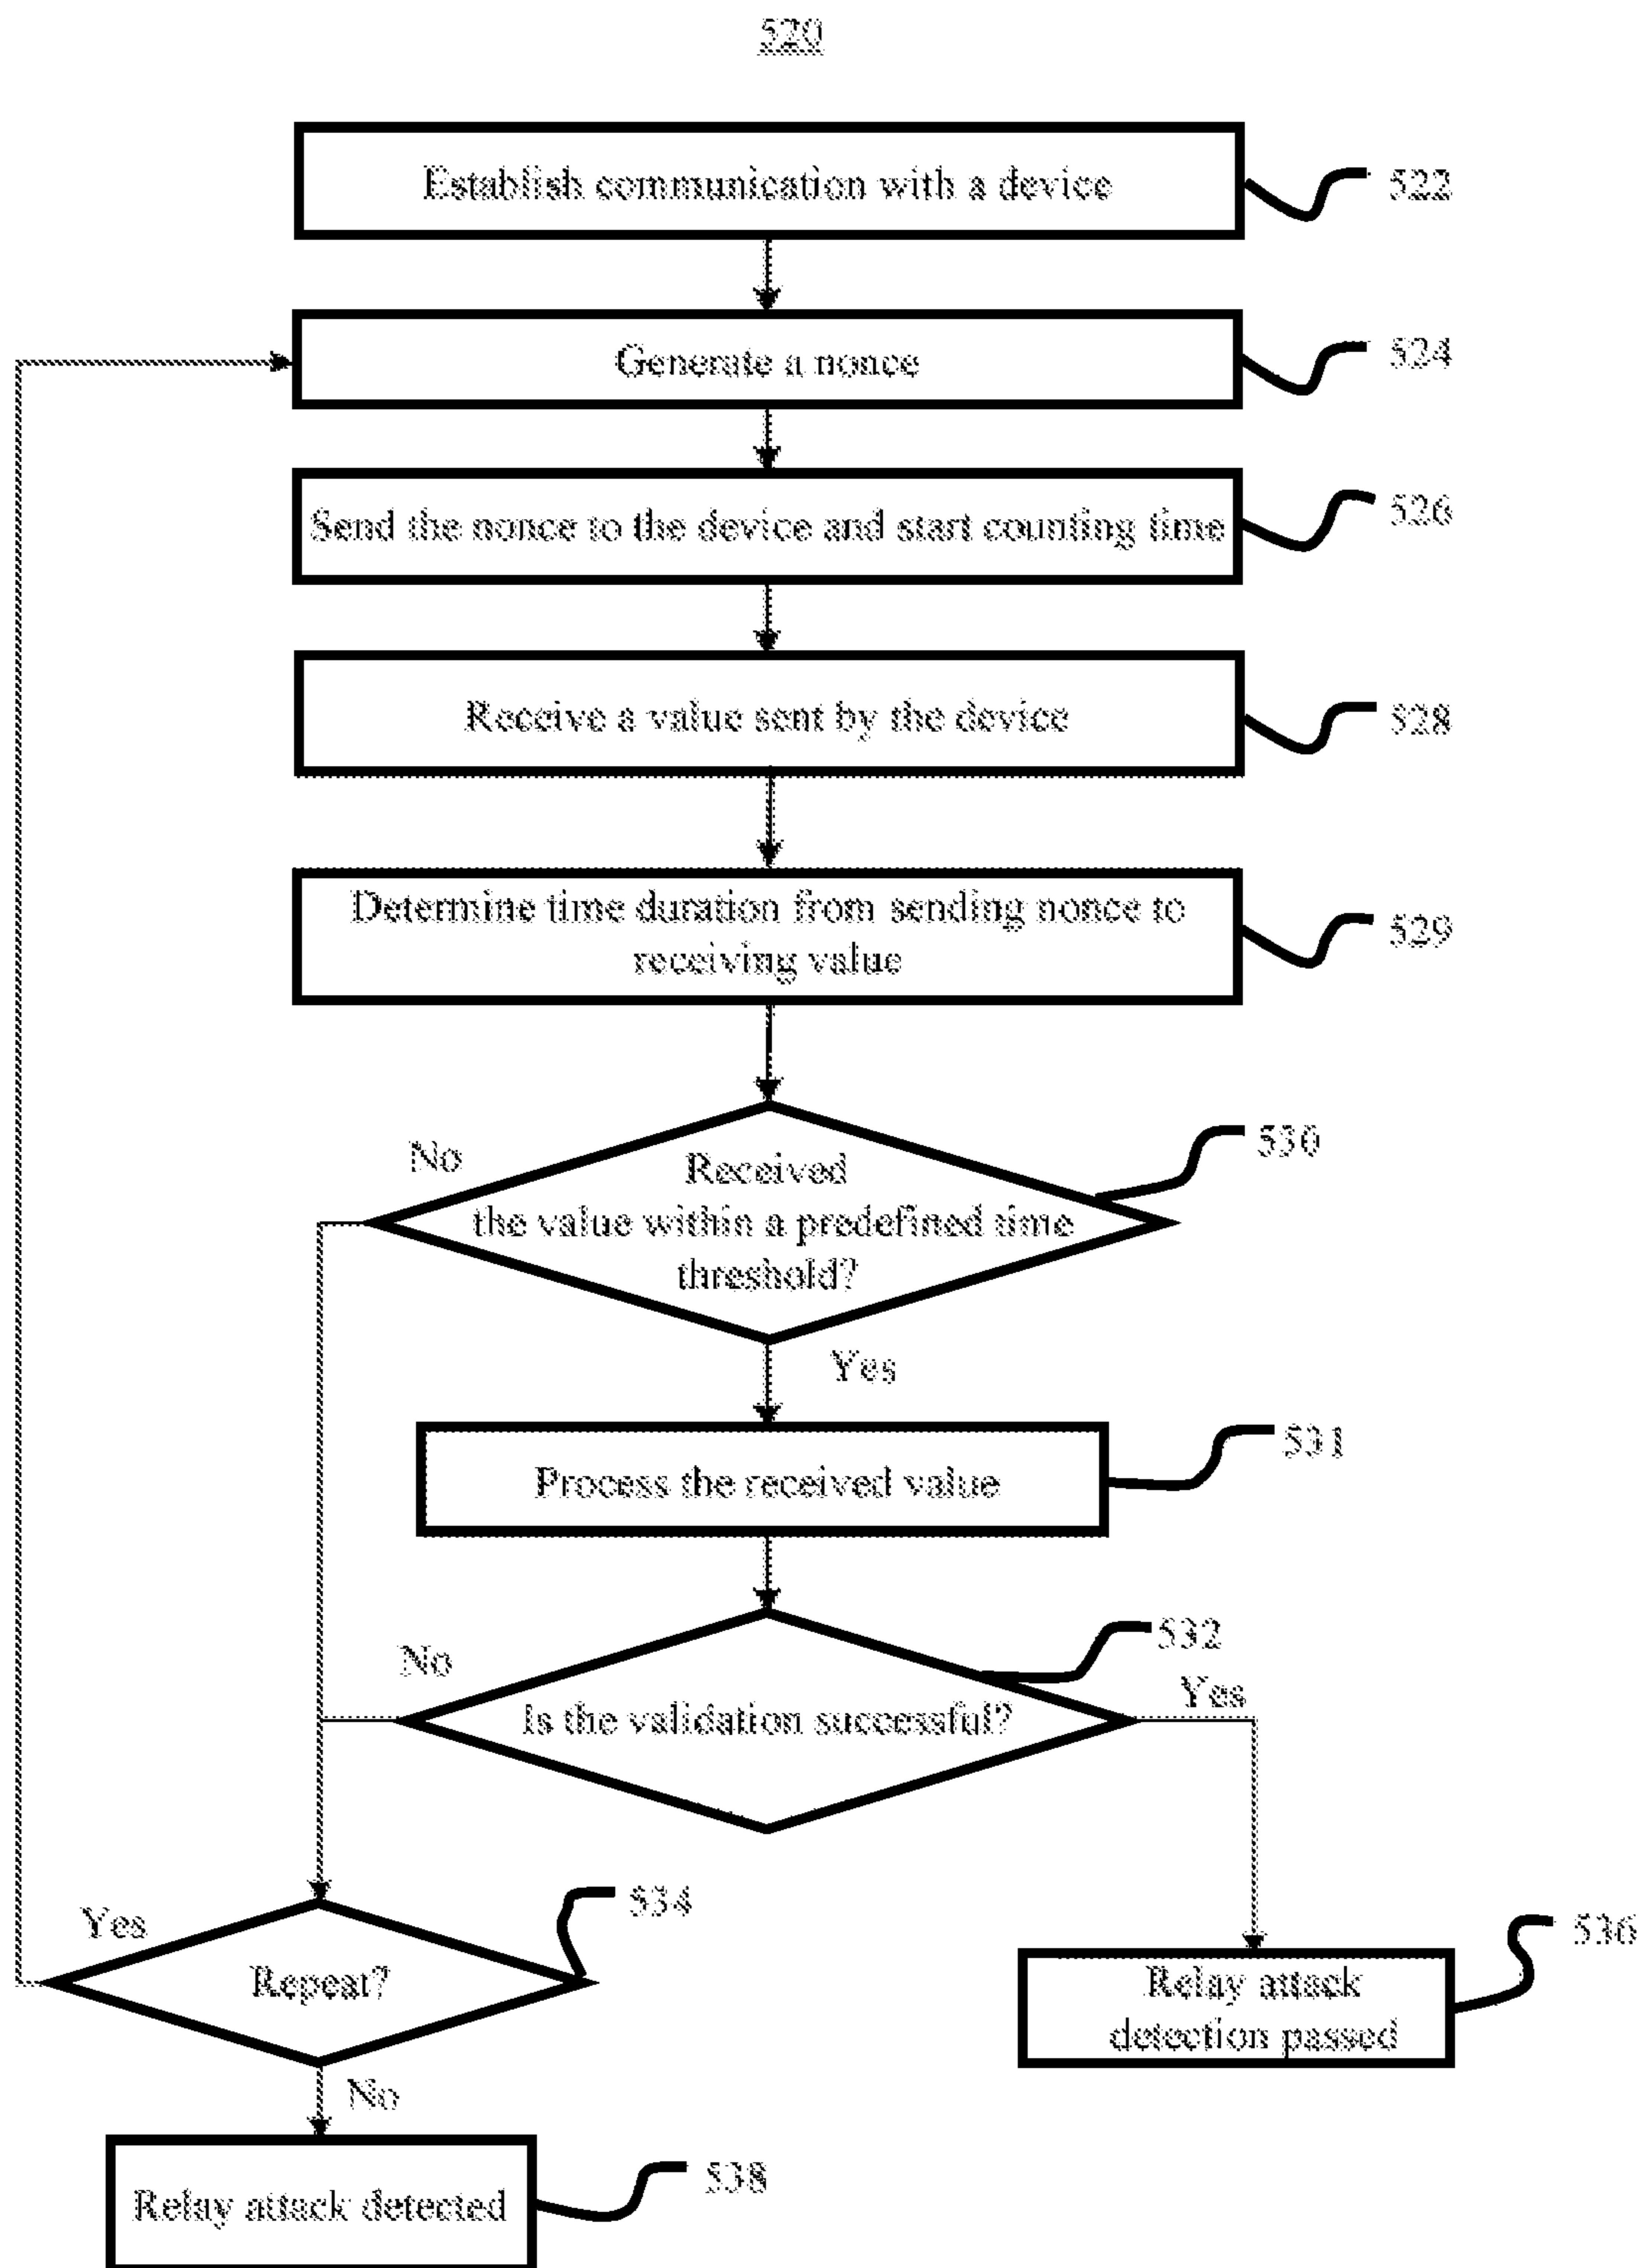 520
Establish communication with a device
522
Generate a nonce
524
Send the nonce to the device and start counting time
526
Receive a value sent by the device
528
Determine time duration from sending nonce to
receiving value
529
No
Received
the value within a predefined time
threshold?
530
Yes
Process the received value
531
No
Is the validation successful?
532
Yes
Yes
Repeat?
534
Relay attack
detection passed
536
No
Relay attack detected
538